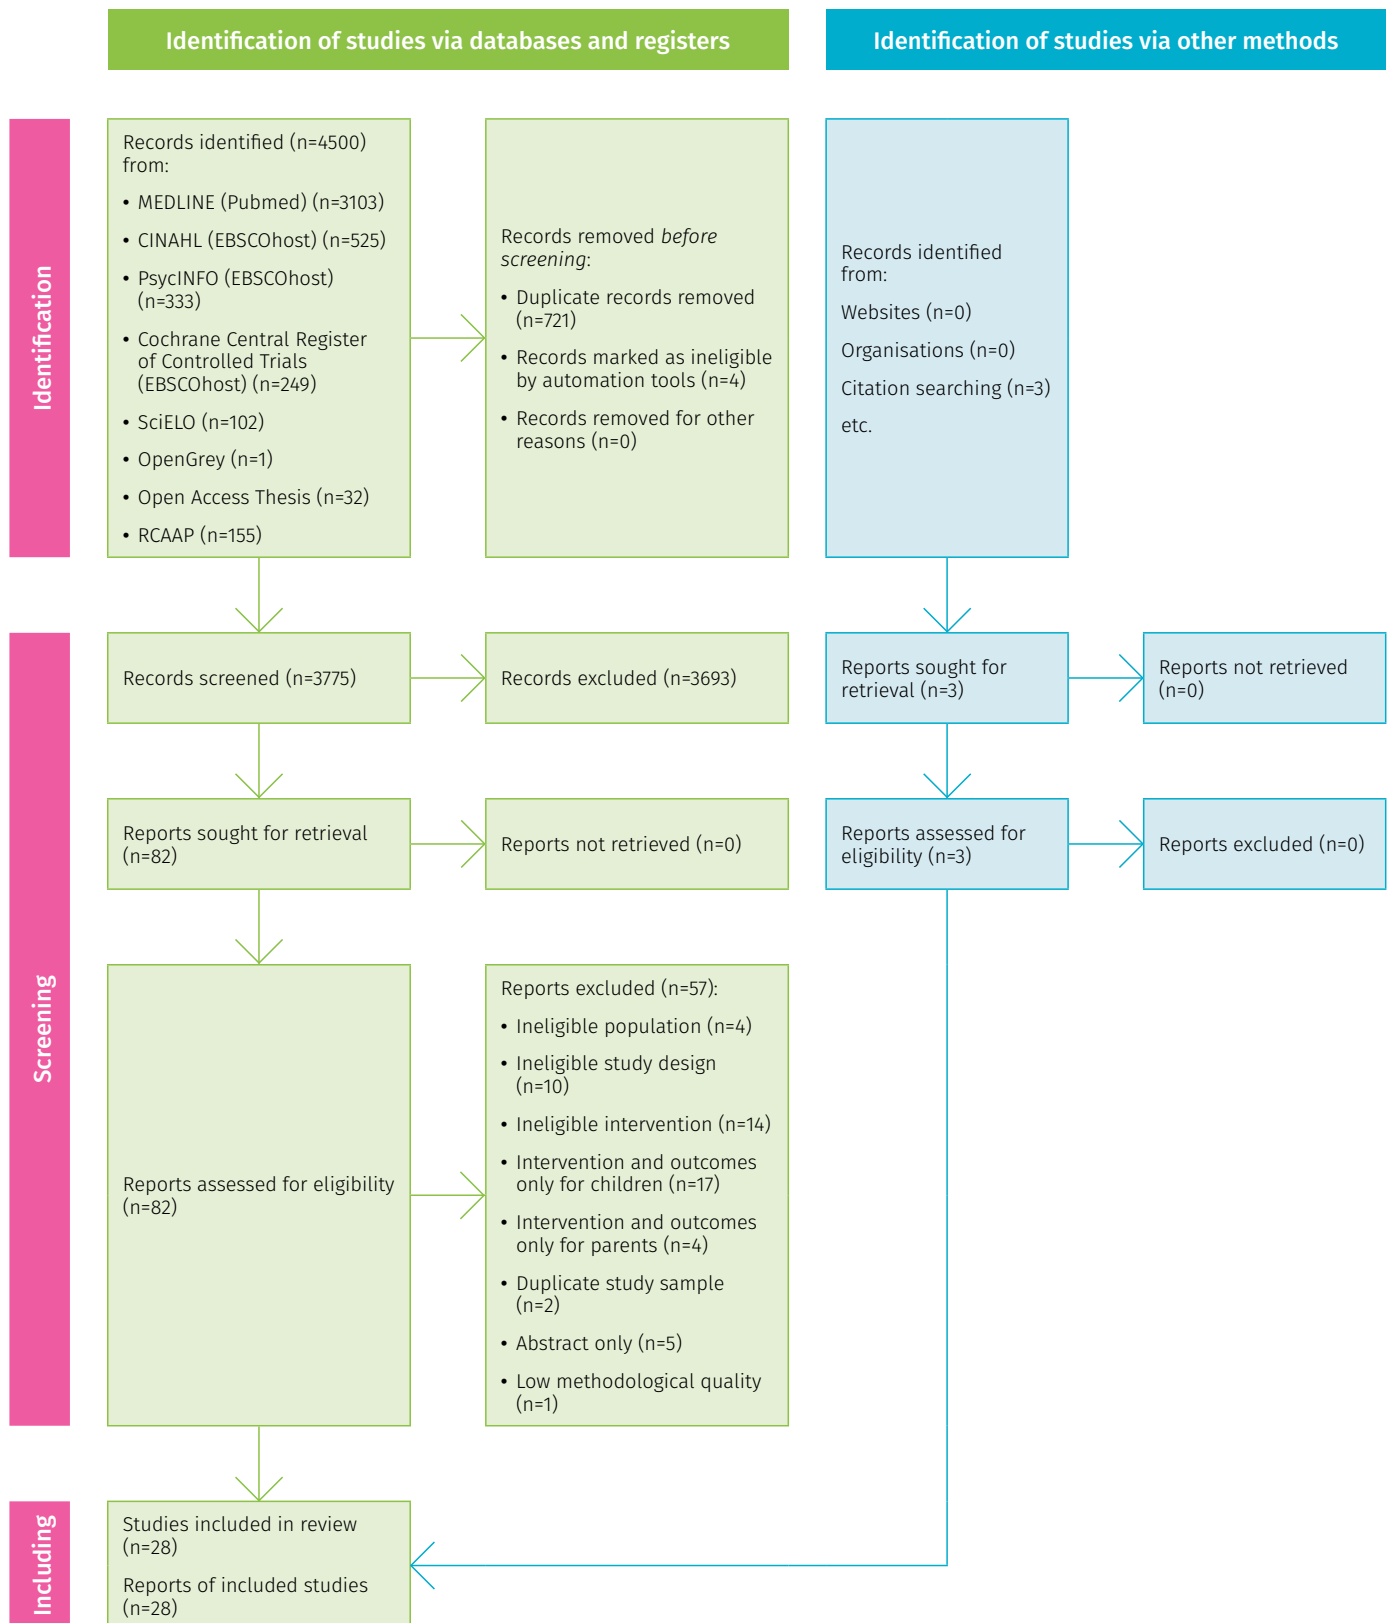 Identification of studies via databases and registers
Identification of studies via other methods
Identification
Records identified (n=4500)
from:
• MEDLINE (Pubmed) (n=3103)
• CINAHL (EBSCOhost) (n=525)
• PsycINFO (EBSCOhost)
(n=333)
• Cochrane Central Register
of Controlled Trials
(EBSCOhost) (n=249)
• SciELO (n=102)
• OpenGrey (n=1)
• Open Access Thesis (n=32)
• RCAAP (n=155)
Records removed before
screening:
• Duplicate records removed
(n=721)
• Records marked as ineligible
by automation tools (n=4)
• Records removed for other
reasons (n=0)
Records identified
from:
Websites (n=0)
Organisations (n=0)
Citation searching (n=3)
etc.
Screening
Records screened (n=3775)
Records excluded (n=3693)
Reports sought for
retrieval (n=3)
Reports not retrieved
(n=0)
Reports sought for retrieval
(n=82)
Reports not retrieved (n=0)
Reports assessed for
eligibility (n=3)
Reports excluded (n=0)
Reports assessed for eligibility
(n=82)
Reports excluded (n=57):
• Ineligible population (n=4)
• Ineligible study design
(n=10)
• Ineligible intervention (n=14)
• Intervention and outcomes
only for children (n=17)
• Intervention and outcomes
only for parents (n=4)
• Duplicate study sample
(n=2)
• Abstract only (n=5)
• Low methodological quality
(n=1)
Including
Studies included in review
(n=28)
Reports of included studies
(n=28)